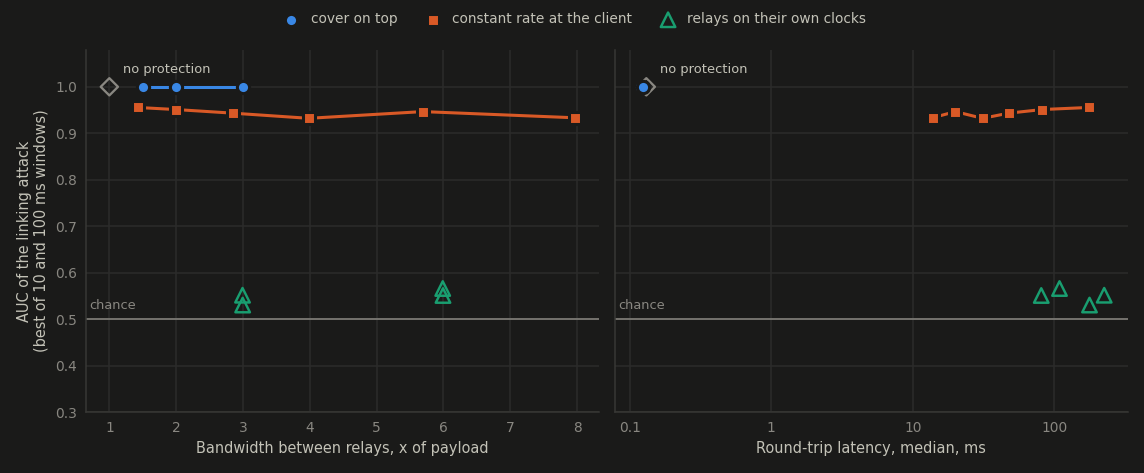 cover on top
constant rate at the client
relays on their own clocks
AUC of the linking attack
(best of 10 and 100 ms windows)
1.0
0.9
0.8
0.7
0.6
0.5
0.4
0.3
no protection
chance
1 2 3 4 5 6 7 8
Bandwidth between relays, x of payload
no protection
chance
0.1 1 10 100
Round-trip latency, median, ms